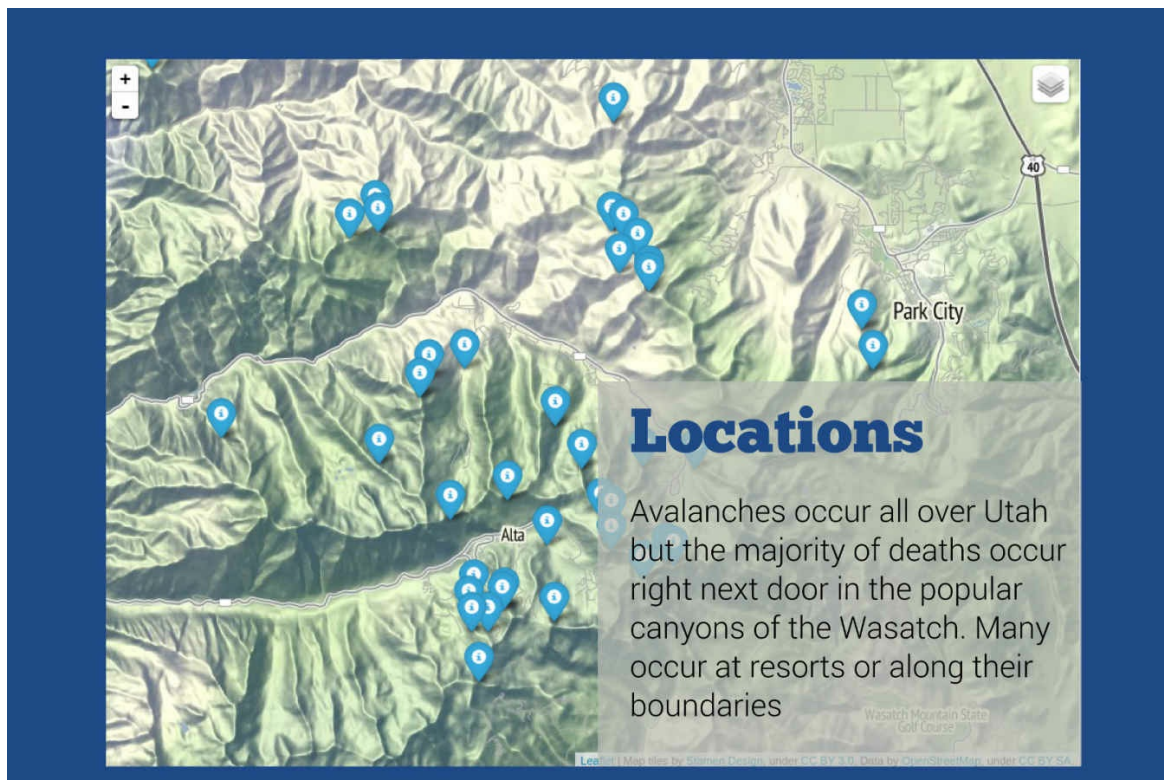 +
-
40
Park City
Alta
Locations
Avalanches occur all over Utah
but the majority of deaths occur
right next door in the popular
canyons of the Wasatch. Many
occur at resorts or along their
boundaries
Wasatch Mountain State
Golf Course
Leaflet | Map tiles by Stamen Design, under CC BY 3.0. Data by OpenStreetMap, under CC BY SA